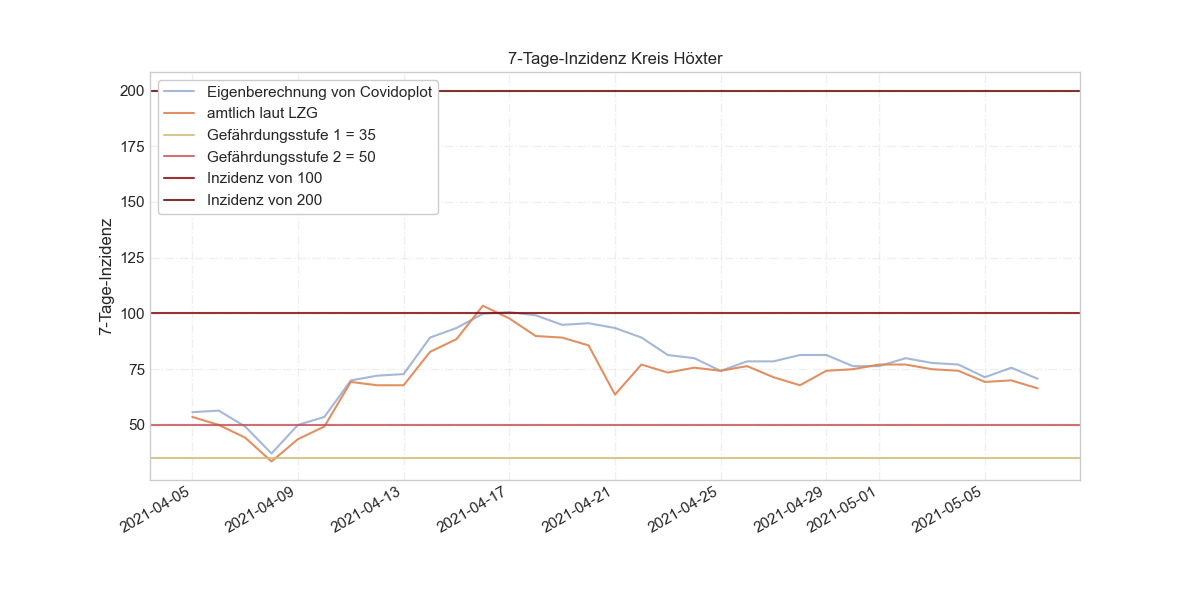 7-Tage-Inzidenz Kreis Höxter
Eigenberechnung von Covidoplot
amtlich laut LZG
Gefährdungsstufe 1 = 35
Gefährdungsstufe 2 = 50
Inzidenz von 100
Inzidenz von 200
7-Tage-Inzidenz
200
175
150
125
100
75
50
2021-04-05
2021-04-09
2021-04-13
2021-04-17
2021-04-21
2021-04-25
2021-04-29
2021-05-01
2021-05-05